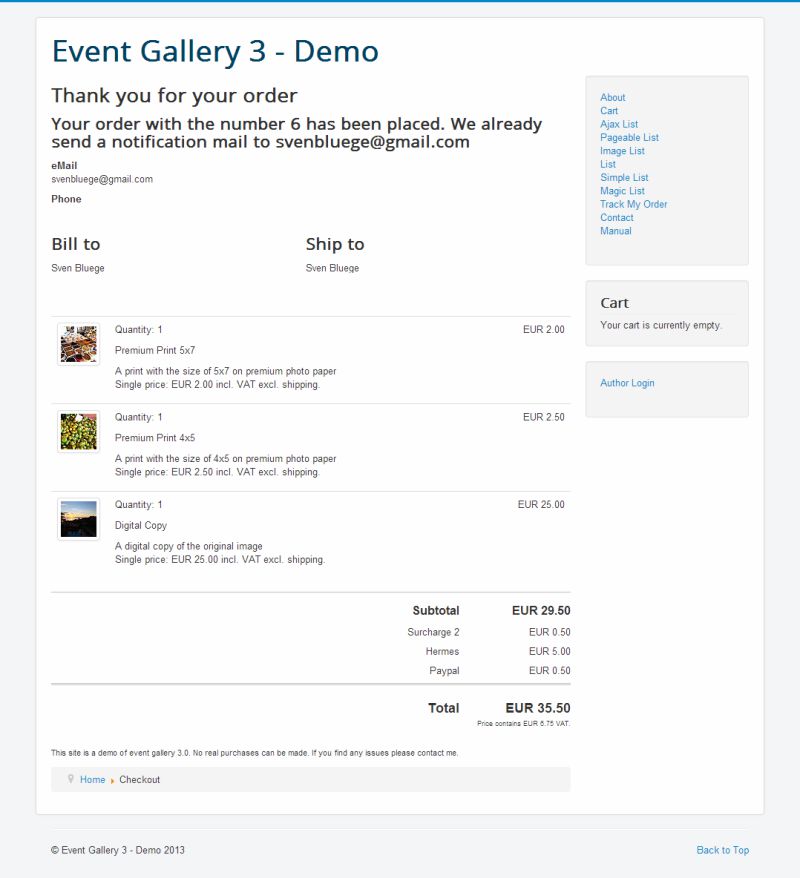 Event Gallery 3 - Demo
Thank you for your order
Your order with the number 6 has been placed. We already
send a notification mail to svenbluege@gmail.com
eMail
svenbluege@gmail.com
Phone
Bill to
Sven Bluege
Ship to
Sven Bluege
Quantity: 1 EUR 2.00
Premium Print 5x7
A print with the size of 5x7 on premium photo paper
Single price: EUR 2.00 incl. VAT excl. shipping.
Quantity: 1 EUR 2.50
Premium Print 4x5
A print with the size of 4x5 on premium photo paper
Single price: EUR 2.50 incl. VAT excl. shipping.
Quantity: 1 EUR 25.00
Digital Copy
A digital copy of the original image
Single price: EUR 25.00 incl. VAT excl. shipping.
Subtotal EUR 29.50
Surcharge 2 EUR 0.50
Hermes EUR 5.00
Paypal EUR 0.50
Total EUR 35.50
Price contains EUR 6.75 VAT.
This site is a demo of event gallery 3.0. No real purchases can be made. If you find any issues please contact me.
Home Checkout
About
Cart
Ajax List
Pageable List
Image List
List
Simple List
Magic List
Track My Order
Contact
Manual
Cart
Your cart is currently empty.
Author Login
© Event Gallery 3 - Demo 2013
Back to Top